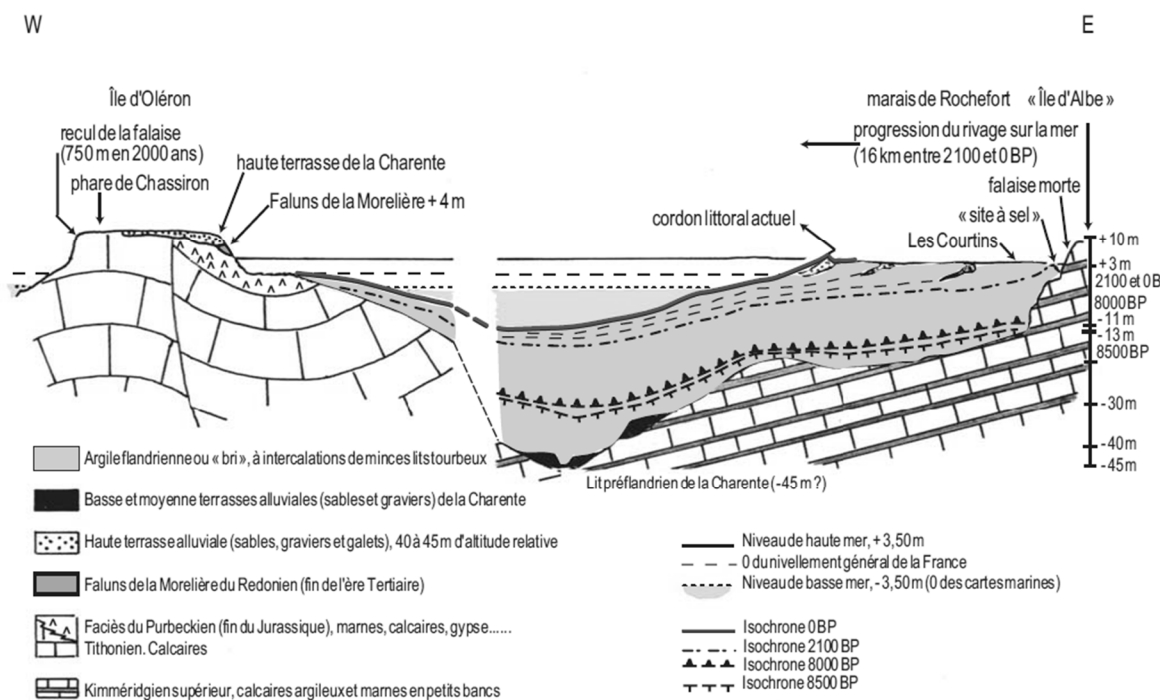 W
E
Île d'Oléron
marais de Rochefort
« Île d'Albe »
recul de la falaise
(750 m en 2000 ans)
progression du rivage sur la mer
(16 km entre 2100 et 0 BP)
haute terrasse de la Charente
phare de Chassiron
falaise morte
Faluns de la Morelière + 4 m
« site à sel »
cordon littoral actuel
Les Courtins
+ 10 m
+ 3 m
2100 et 0B
8000BP
-11 m
-13 m
8500 BP
-30 m
-40 m
-45 m
Argile flandrienne ou « bri », à intercalations de minces lits tourbeux
Lit préflandrien de la Charente (-45 m ?)
Basse et moyenne terrasses alluviales (sables et graviers) de la Charente
Haute terrasse alluviale (sables, graviers et galets), 40 à 45 m d'altitude relative
Faluns de la Morelière du Redonien (fin de l'ère Tertiaire)
Faciès du Purbeckien (fin du Jurassique), marnes, calcaires, gypse......
Tithonien. Calcaires
Kimméridgien supérieur, calcaires argileux et marnes en petits bancs
Niveau de haute mer, + 3,50 m
0 du nivellement général de la France
Niveau de basse mer, - 3,50 m (0 des cartes marines)
Isochrone 0 BP
Isochrone 2100 BP
Isochrone 8000 BP
Isochrone 8500 BP